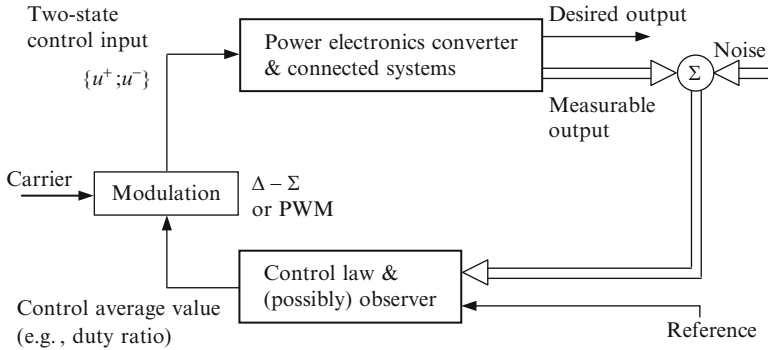 Two-state
control input
{u⁺;u⁻}
Power electronics converter
& connected systems
Desired output
Noise
Σ
Measurable
output
Carrier
Modulation
Δ – Σ
or PWM
Control law &
(possibly) observer
Control average value
(e.g., duty ratio)
Reference